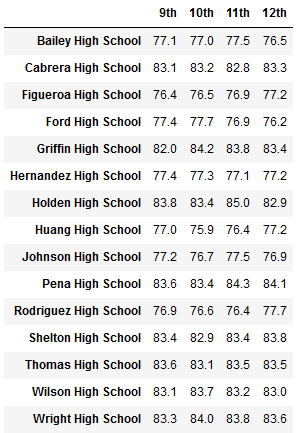 9th 10th 11th 12th
Bailey High School 77.1 77.0 77.5 76.5
Cabrera High School 83.1 83.2 82.8 83.3
Figueroa High School 76.4 76.5 76.9 77.2
Ford High School 77.4 77.7 76.9 76.2
Griffin High School 82.0 84.2 83.8 83.4
Hernandez High School 77.4 77.3 77.1 77.2
Holden High School 83.8 83.4 85.0 82.9
Huang High School 77.0 75.9 76.4 77.2
Johnson High School 77.2 76.7 77.5 76.9
Pena High School 83.6 83.4 84.3 84.1
Rodriguez High School 76.9 76.6 76.4 77.7
Shelton High School 83.4 82.9 83.4 83.8
Thomas High School 83.6 83.1 83.5 83.5
Wilson High School 83.1 83.7 83.2 83.0
Wright High School 83.3 84.0 83.8 83.6